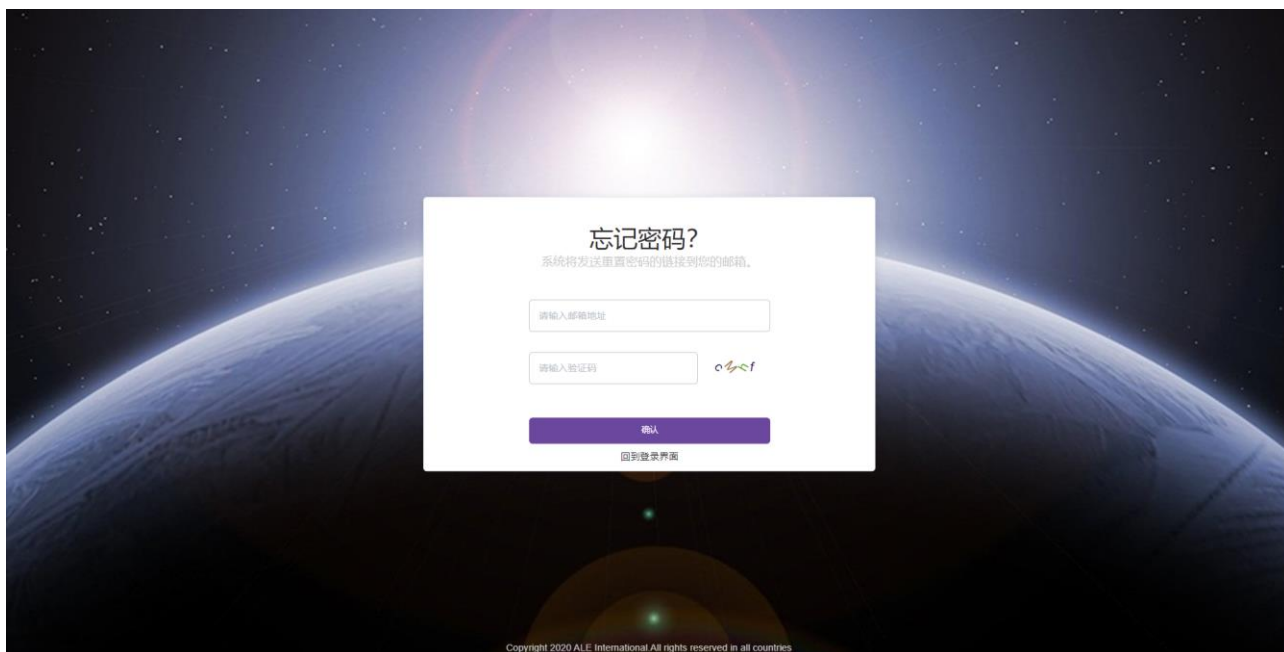 忘记密码?
系统将发送重置密码的链接到您的邮箱。
请输入邮箱地址
请输入验证码
确认
回到登录界面
Copyright 2020 ALE International.All rights reserved in all countries